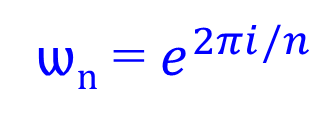 ωₙ = e^{2πi/n}